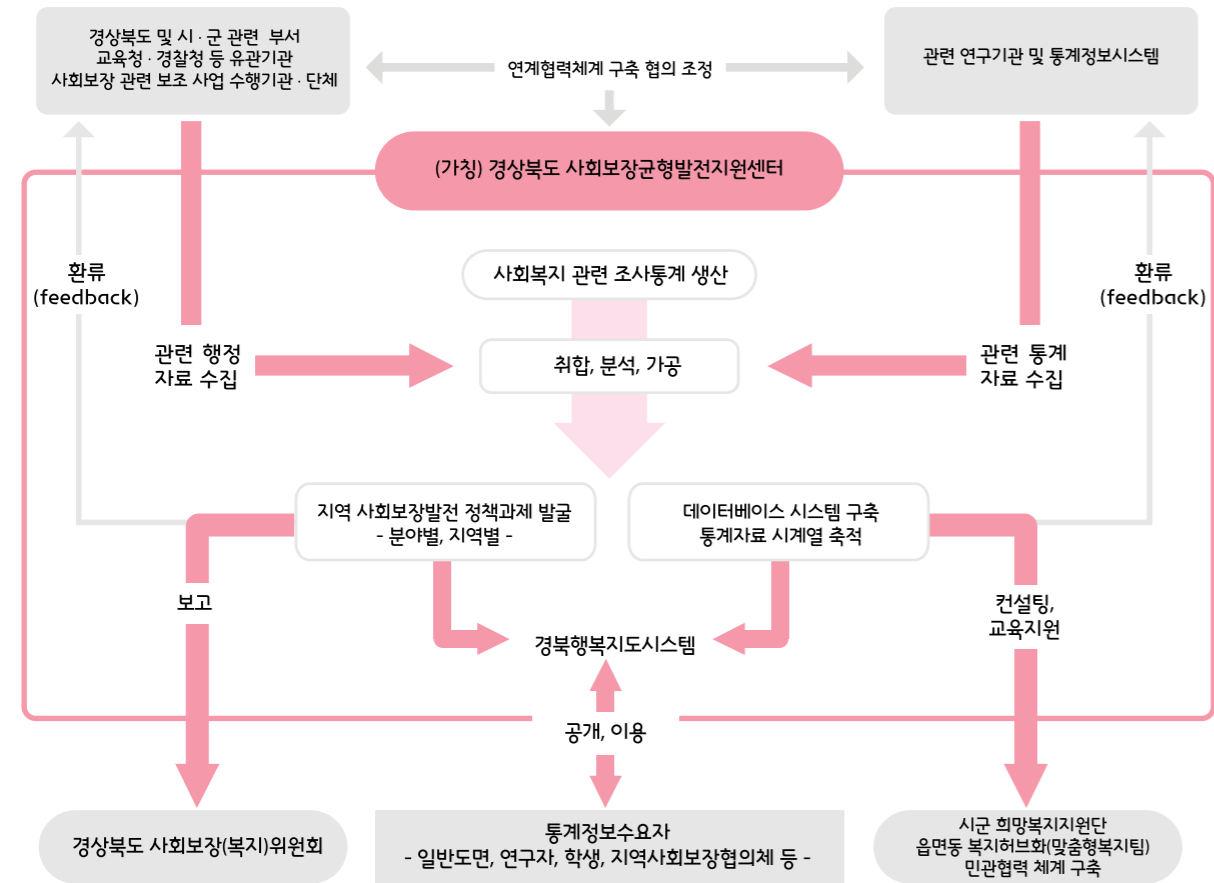 경상북도 및 시·군 관련 부서
교육청·경찰청 등 유관기관
사회보장 관련 보조 사업 수행기관·단체
연계협력체계 구축 협의 조정
관련 연구기관 및 통계정보시스템
(가칭) 경상북도 사회보장균형발전지원센터
환류
(feedback)
사회복지 관련 조사통계 생산
환류
(feedback)
관련 행정
자료 수집
취합, 분석, 가공
관련 통계
자료 수집
지역 사회보장발전 정책과제 발굴
- 분야별, 지역별 -
데이터베이스 시스템 구축
통계자료 시계열 축적
보고
경북행복지도시스템
컨설팅,
교육지원
공개, 이용
경상북도 사회보장(복지)위원회
통계정보수요자
- 일반도면, 연구자, 학생, 지역사회보장협의체 등 -
시군 희망복지지원단
읍면동 복지허브화(맞춤형복지팀)
민관협력 체계 구축